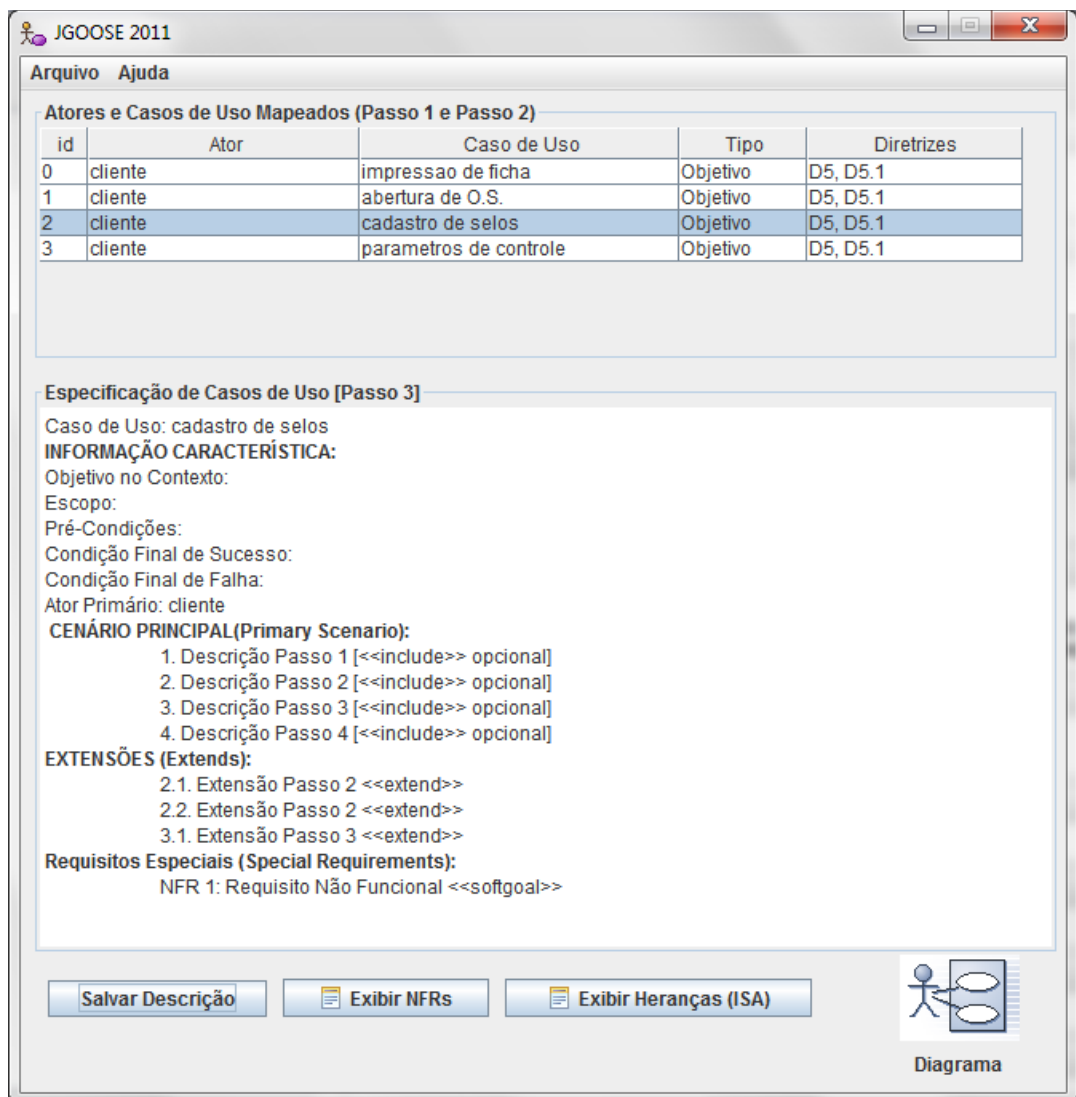 JGOOSE 2011
Arquivo Ajuda
Atores e Casos de Uso Mapeados (Passo 1 e Passo 2)
id Ator Caso de Uso Tipo Diretrizes
0 cliente impressao de ficha Objetivo D5, D5.1
1 cliente abertura de O.S. Objetivo D5, D5.1
2 cliente cadastro de selos Objetivo D5, D5.1
3 cliente parametros de controle Objetivo D5, D5.1
Especificação de Casos de Uso [Passo 3]
Caso de Uso: cadastro de selos
INFORMAÇÃO CARACTERÍSTICA:
Objetivo no Contexto:
Escopo:
Pré-Condições:
Condição Final de Sucesso:
Condição Final de Falha:
Ator Primário: cliente
CENÁRIO PRINCIPAL(Primary Scenario):
1. Descrição Passo 1 [<<include>> opcional]
2. Descrição Passo 2 [<<include>> opcional]
3. Descrição Passo 3 [<<include>> opcional]
4. Descrição Passo 4 [<<include>> opcional]
EXTENSÕES (Extends):
2.1. Extensão Passo 2 <<extend>>
2.2. Extensão Passo 2 <<extend>>
3.1. Extensão Passo 3 <<extend>>
Requisitos Especiais (Special Requirements):
NFR 1: Requisito Não Funcional <<softgoal>>
Salvar Descrição Exibir NFRs Exibir Heranças (ISA)
Diagrama